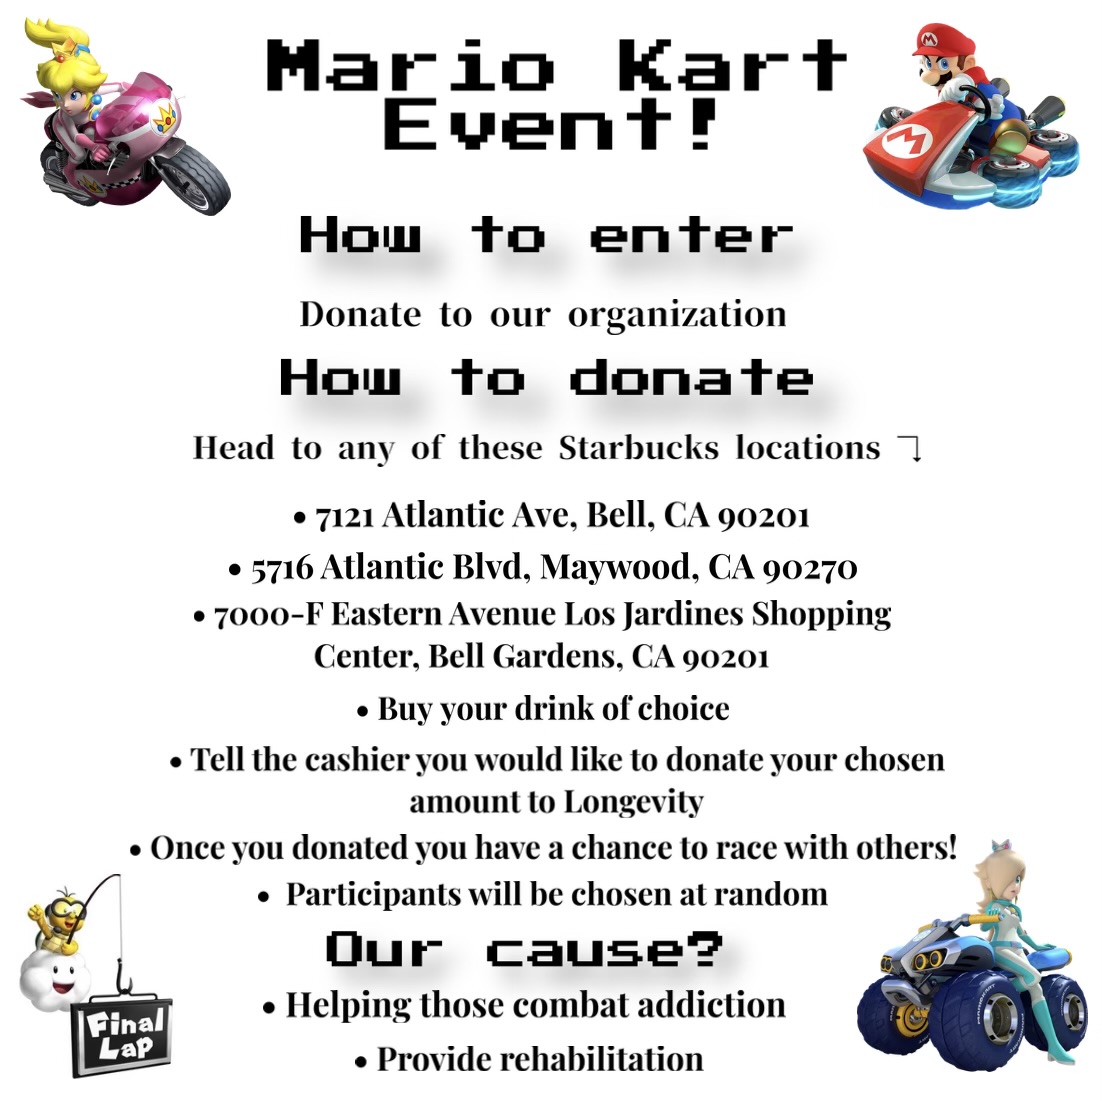 Mario Kart
Event!
How to enter
Donate to our organization
How to donate
Head to any of these Starbucks locations ⮧
• 7121 Atlantic Ave, Bell, CA 90201
• 5716 Atlantic Blvd, Maywood, CA 90270
• 7000-F Eastern Avenue Los Jardines Shopping
Center, Bell Gardens, CA 90201
• Buy your drink of choice
• Tell the cashier you would like to donate your chosen
amount to Longevity
• Once you donated you have a chance to race with others!
• Participants will be chosen at random
Our cause?
• Helping those combat addiction
• Provide rehabilitation
Final
Lap